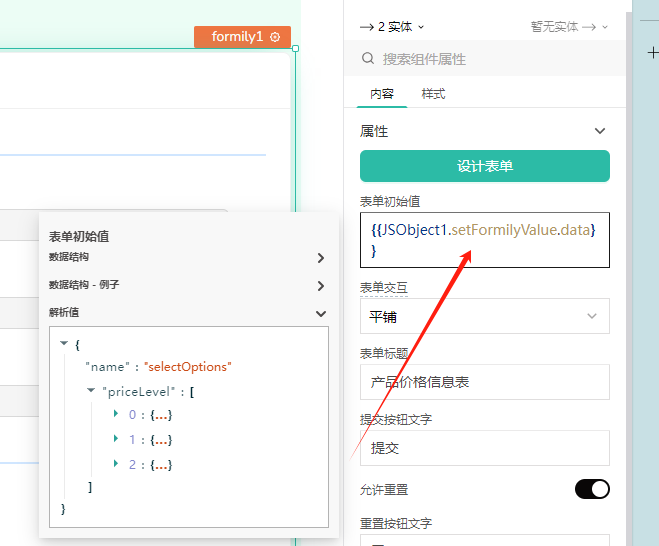 formily1
2 实体
暂无实体
搜索组件属性
内容
样式
属性
设计表单
表单初始值
{{JSObject1.setFormilyValue.data}
}
表单交互
平铺
表单标题
产品价格信息表
提交按钮文字
提交
允许重置
重置按钮文字
表单初始值
数据结构
数据结构 - 例子
解析值
{
"name" : "selectOptions"
"priceLevel" : [
0 : {...}
1 : {...}
2 : {...}
]
}